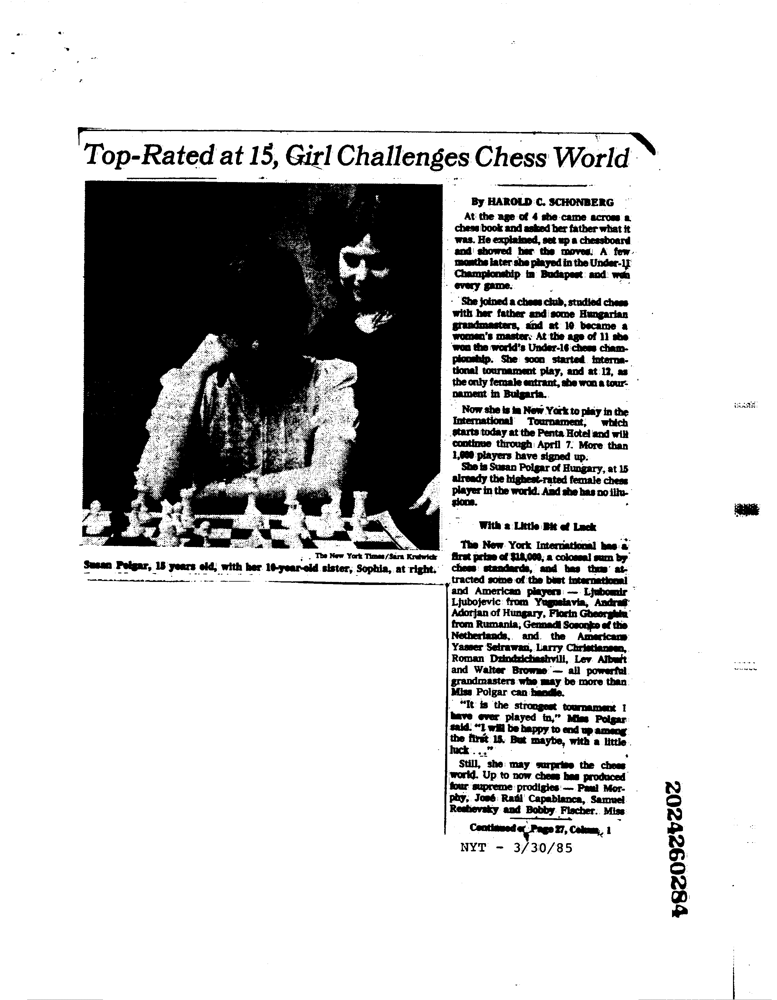 Top-Rated at 15, Girl Challenges Chess World
The New York Times/Sara Krulwich
Susan Polgar, 15 years old, with her 10-year-old sister, Sophia, at right.
By HAROLD C. SCHONBERG
At the age of 4 she came across a
chess book and asked her father what it
was. He explained, set up a chessboard
and showed her the moves. A few
months later she played in the Under-11
Championship in Budapest and won
every game.
She joined a chess club, studied chess
with her father and some Hungarian
grandmasters, and at 10 became a
women's master. At the age of 11 she
won the world's Under-16 chess cham-
pionship. She soon started interna-
tional tournament play, and at 12, as
the only female entrant, she won a tour-
nament in Bulgaria.
Now she is in New York to play in the
International Tournament, which
starts today at the Penta Hotel and will
continue through April 7. More than
1,000 players have signed up.
She is Susan Polgar of Hungary, at 15
already the highest-rated female chess
player in the world. And she has no illu-
sions.
With a Little Bit of Luck
The New York International has a
first prize of $18,000, a colossal sum by
chess standards, and has thus at-
tracted some of the best international
and American players — Ljubomir
Ljubojevic from Yugoslavia, Andras
Adorjan of Hungary, Florin Gheorghiu
from Rumania, Gennadi Sosonko of the
Netherlands, and the Americans
Yasser Seirawan, Larry Christiansen,
Roman Dzindzichashvili, Lev Alburt
and Walter Browne — all powerful
grandmasters who may be more than
Miss Polgar can handle.
"It is the strongest tournament I
have ever played in," Miss Polgar
said. "I will be happy to end up among
the first 15. But maybe, with a little
luck . . ."
Still, she may surprise the chess
world. Up to now chess has produced
four supreme prodigies — Paul Mor-
phy, José Raúl Capablanca, Samuel
Reshevsky and Bobby Fischer. Miss
Continued on Page 27, Column 1
NYT - 3/30/85
2024260284